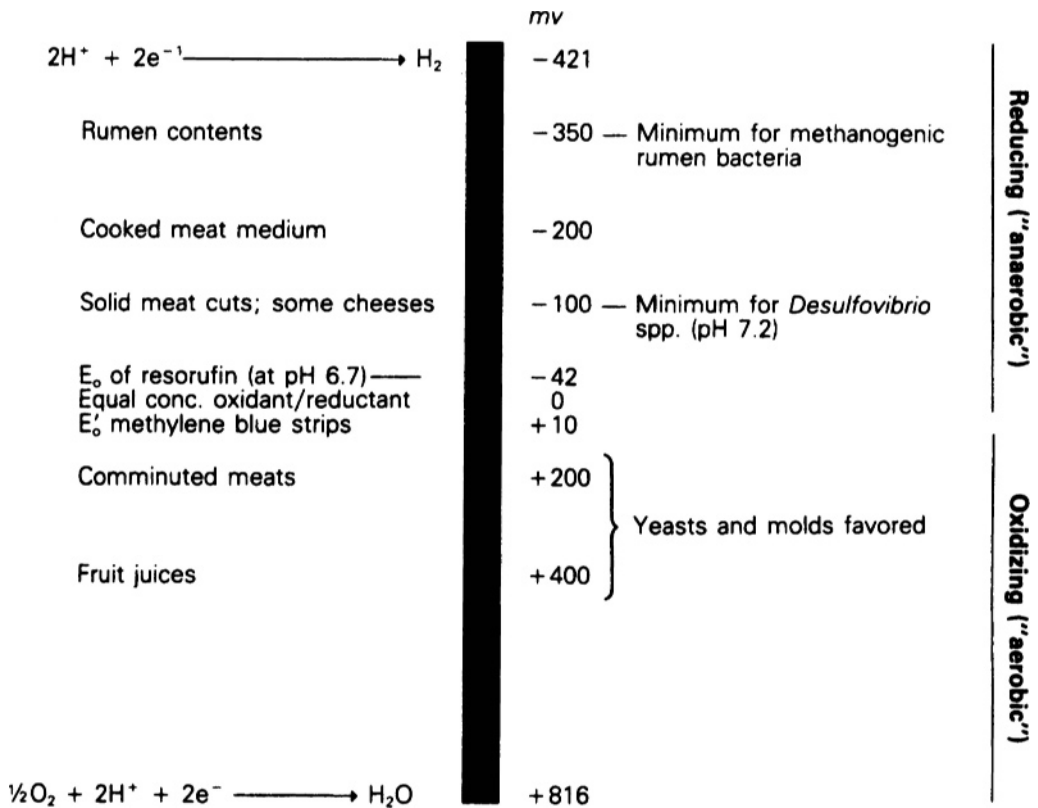 mv
2H⁺ + 2e⁻¹ → H₂ −421
Rumen contents −350 — Minimum for methanogenic
rumen bacteria
Cooked meat medium −200
Solid meat cuts; some cheeses −100 — Minimum for Desulfovibrio
spp. (pH 7.2)
Eₒ of resorufin (at pH 6.7) — −42
Equal conc. oxidant/reductant 0
E′ₒ methylene blue strips +10
Comminuted meats +200
Yeasts and molds favored
Fruit juices +400
½O₂ + 2H⁺ + 2e⁻ → H₂O +816
Reducing ("anaerobic")
Oxidizing ("aerobic")